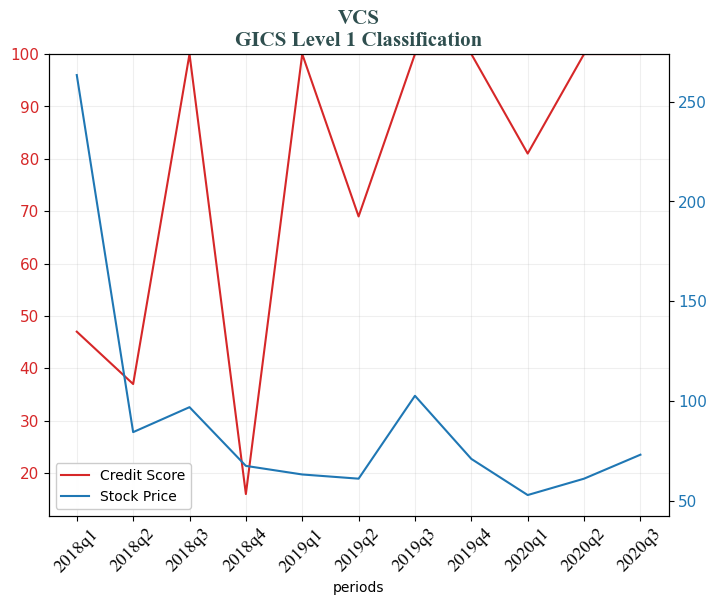 VCS
GICS Level 1 Classification
100
90
80
70
60
50
40
30
20
250
200
150
100
50
Credit Score
Stock Price
2018q1
2018q2
2018q3
2018q4
2019q1
2019q2
2019q3
2019q4
2020q1
2020q2
2020q3
periods